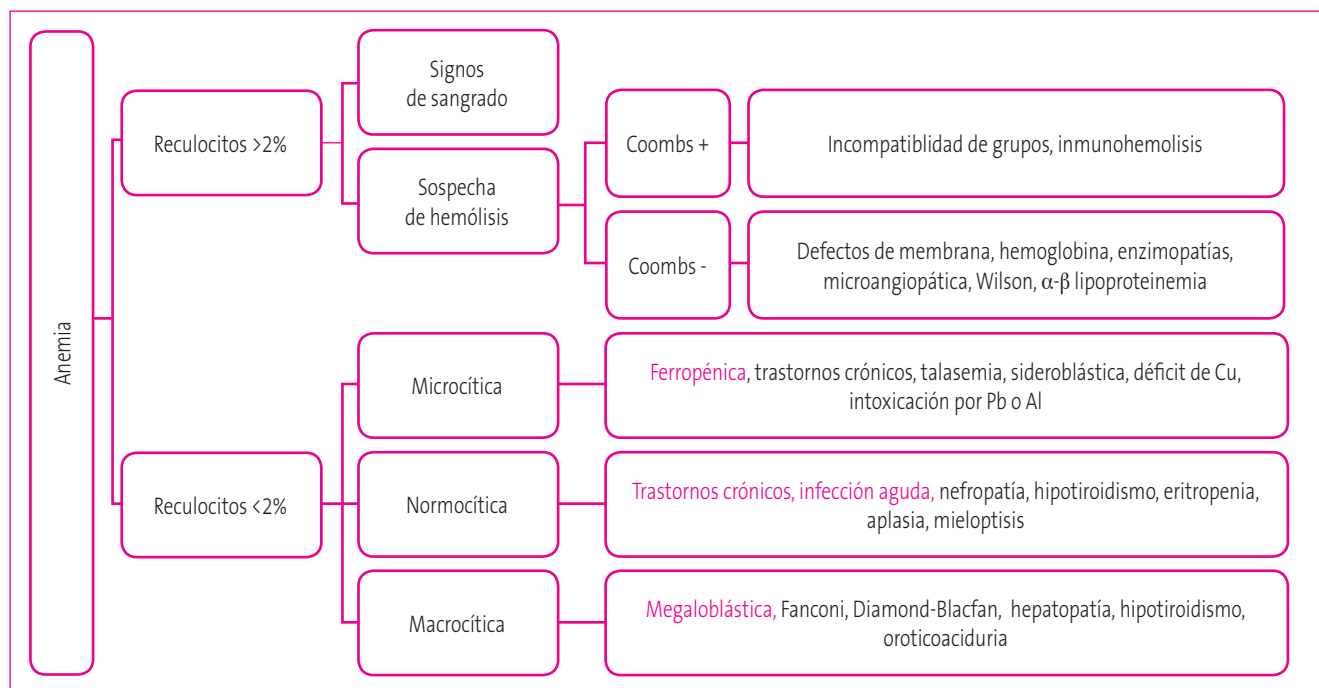 Anemia
Reculocitos >2%
Signos
de sangrado
Sospecha
de hemólisis
Coombs +
Incompatiblidad de grupos, inmunohemolisis
Coombs -
Defectos de membrana, hemoglobina, enzimopatías,
microangiopática, Wilson, α-β lipoproteinemia
Reculocitos <2%
Microcítica
Ferropénica, trastornos crónicos, talasemia, sideroblástica, déficit de Cu,
intoxicación por Pb o Al
Normocítica
Trastornos crónicos, infección aguda, nefropatía, hipotiroidismo, eritropenia,
aplasia, mieloptisis
Macrocítica
Megaloblástica, Fanconi, Diamond-Blacfan, hepatopatía, hipotiroidismo,
oroticoaciduria